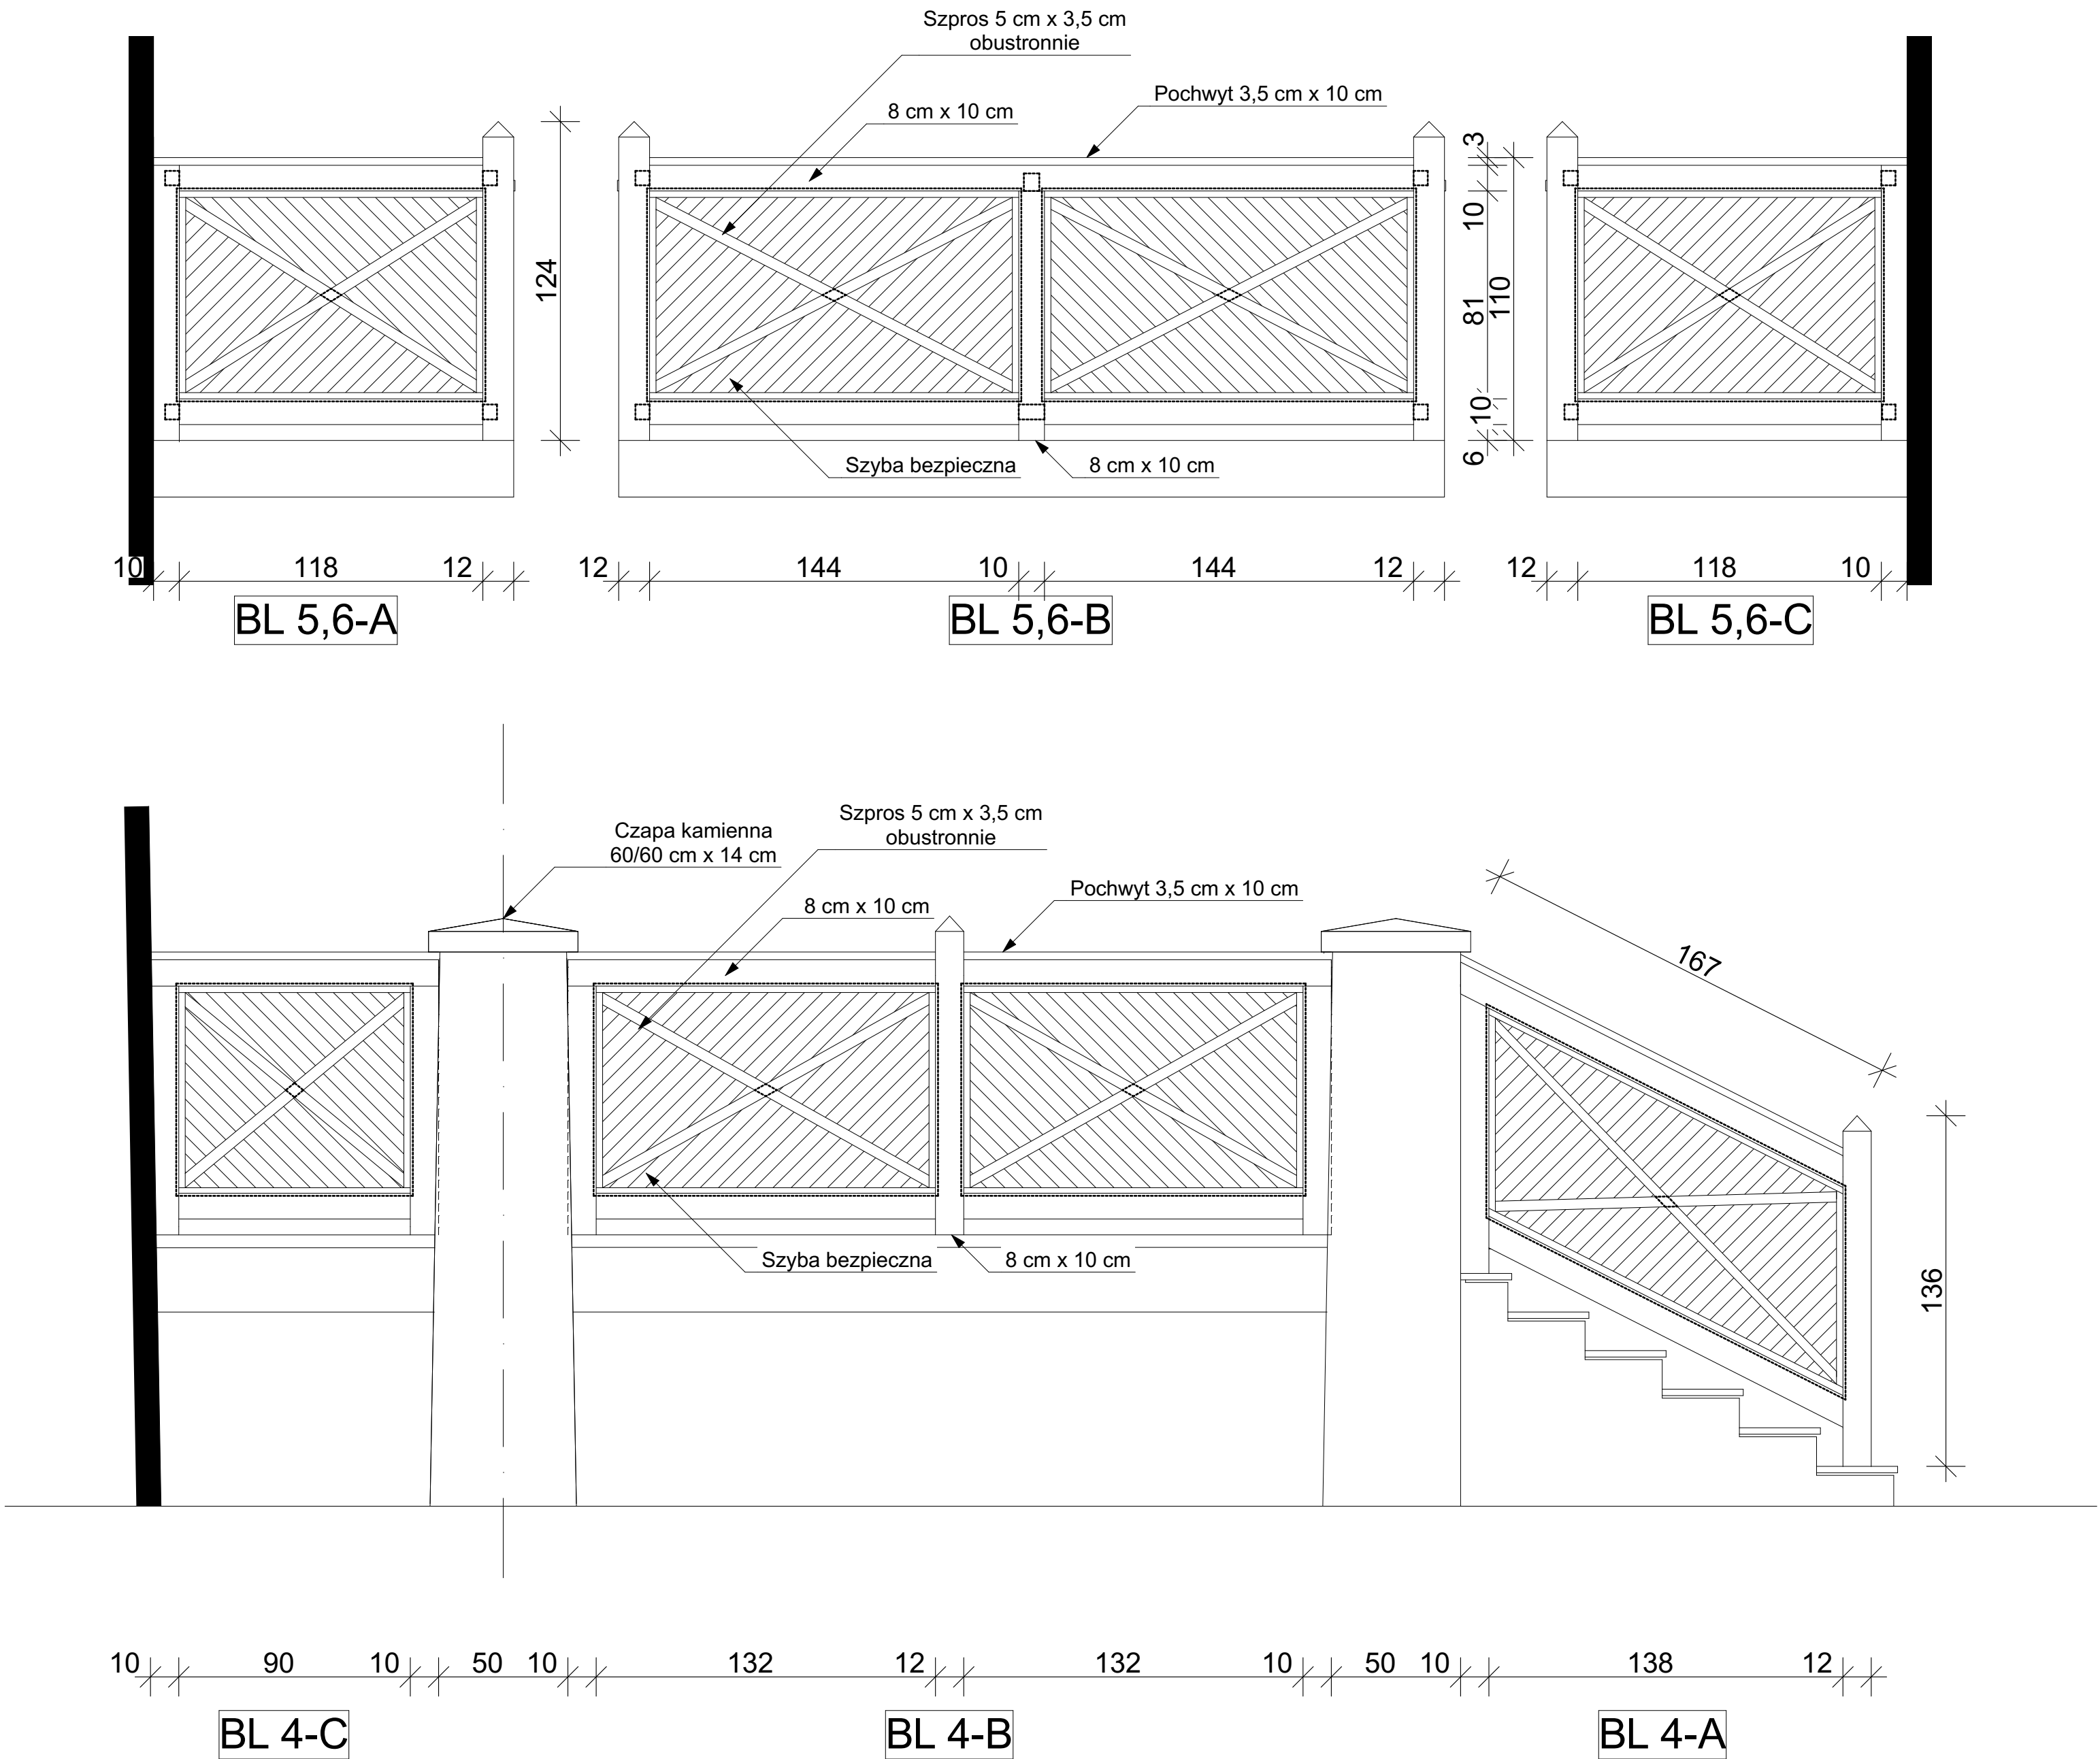 Szpros 5 cm x 3,5 cm
obustronnie
Pochwyt 3,5 cm x 10 cm
8 cm x 10 cm
124
3
10
81
110
10
6
Szyba bezpieczna
8 cm x 10 cm
10 118 12
12 144 10 144 12
12 118 10
BL 5,6-A
BL 5,6-B
BL 5,6-C
Szpros 5 cm x 3,5 cm
obustronnie
Czapa kamienna
60/60 cm x 14 cm
Pochwyt 3,5 cm x 10 cm
8 cm x 10 cm
167
136
Szyba bezpieczna
8 cm x 10 cm
10 90 10 50 10 132 12 132 10 50 10 138 12
BL 4-C
BL 4-B
BL 4-A